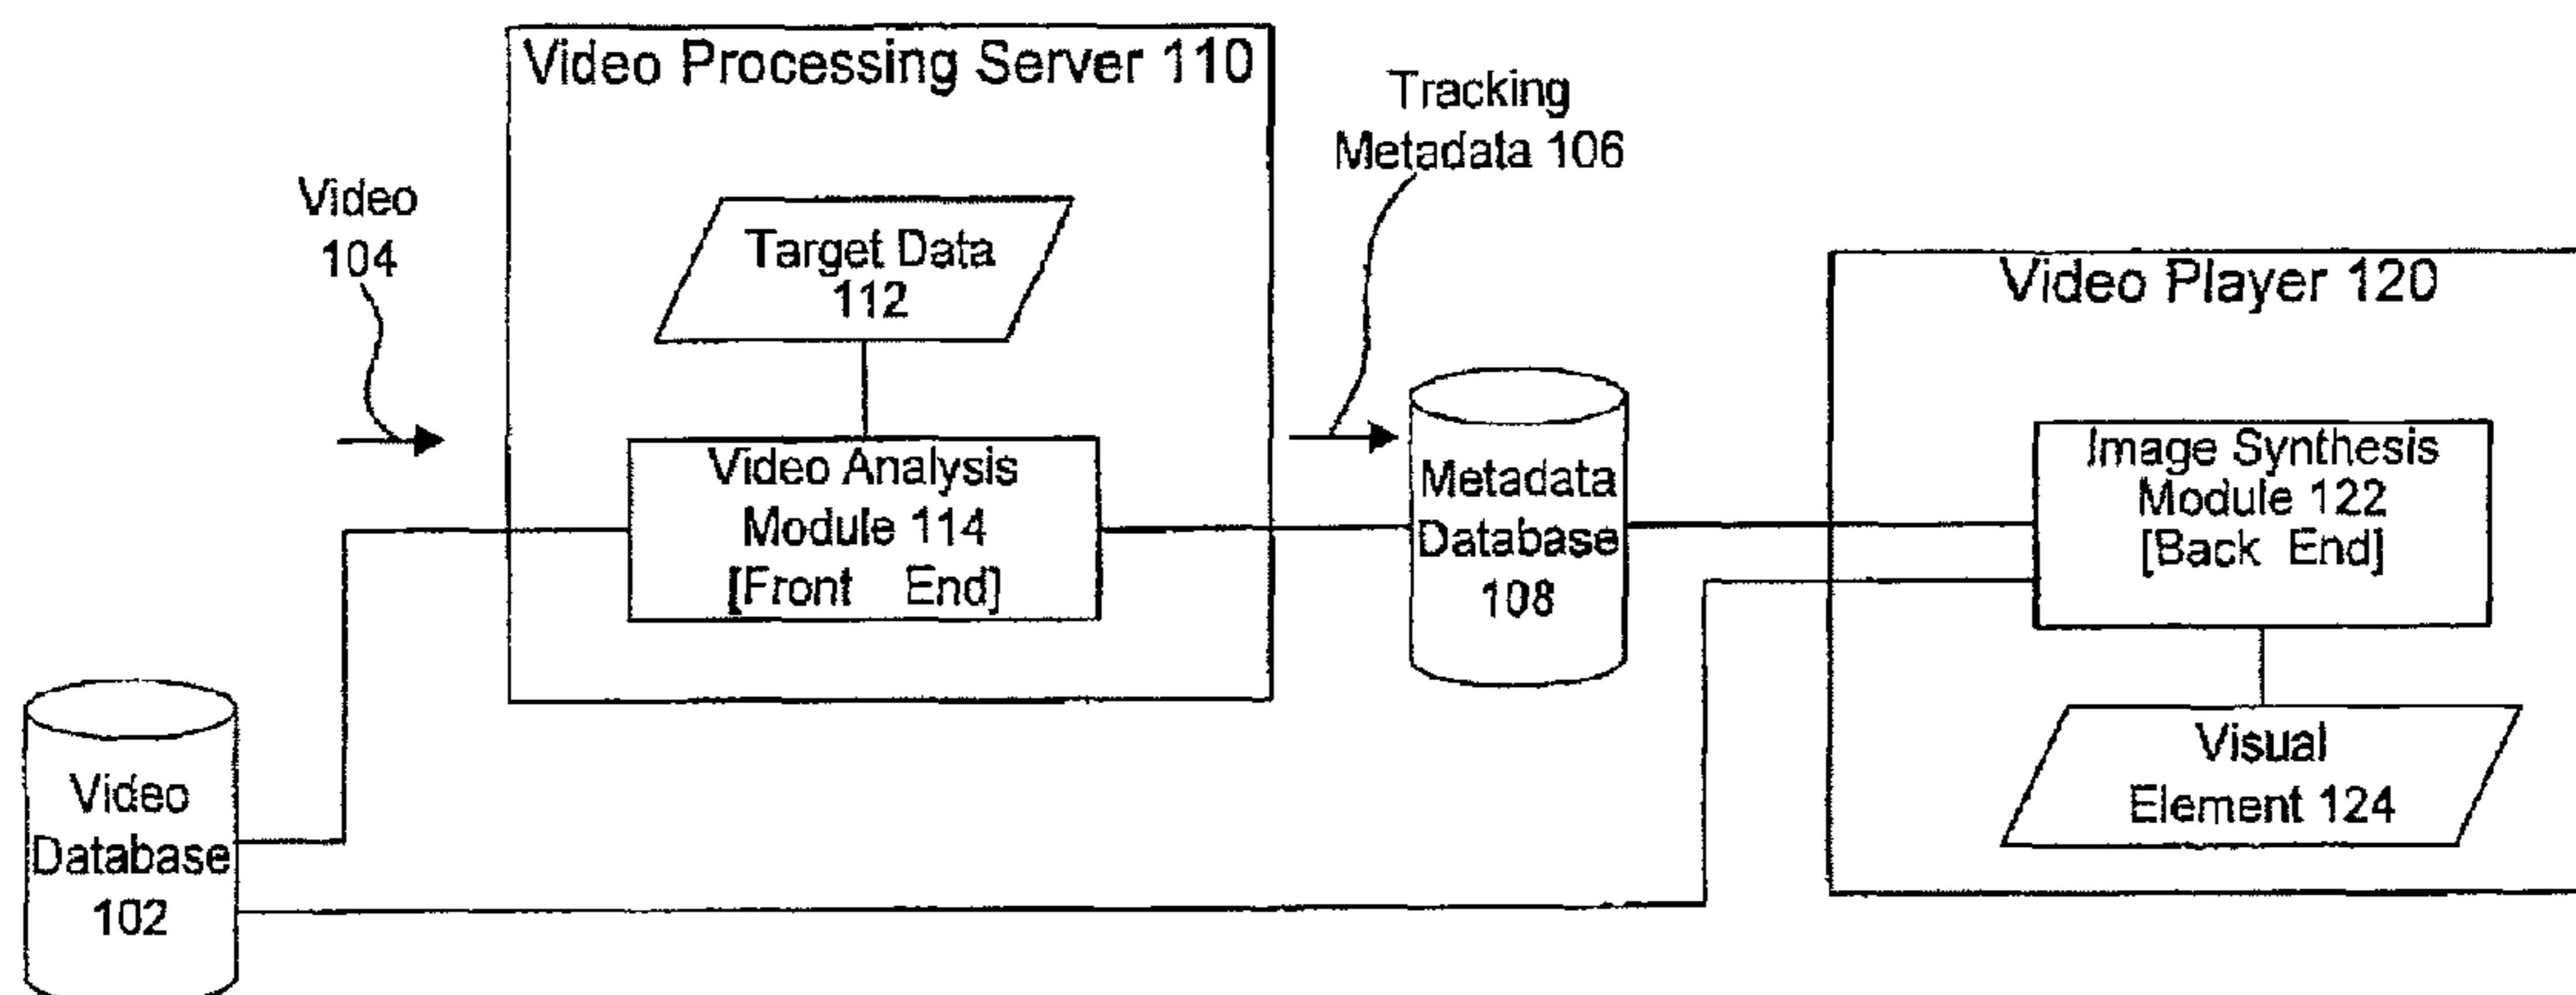 Video Processing Server 110
Tracking
Metadata 106
Video
104
Target Data
112
Video Player 120
Video Analysis
Module 114
[Front End]
Metadata
Database
108
Image Synthesis
Module 122
[Back End]
Visual
Element 124
Video
Database
102